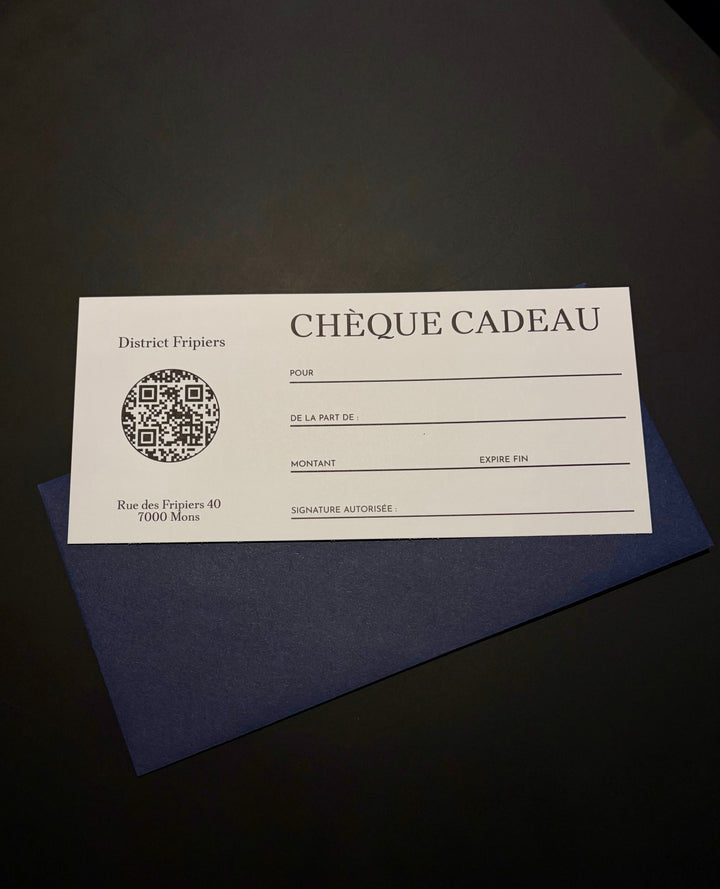 District Fripiers
Rue des Fripiers 40
7000 Mons
CHÈQUE CADEAU
POUR
DE LA PART DE :
MONTANT EXPIRE FIN
SIGNATURE AUTORISÉE :